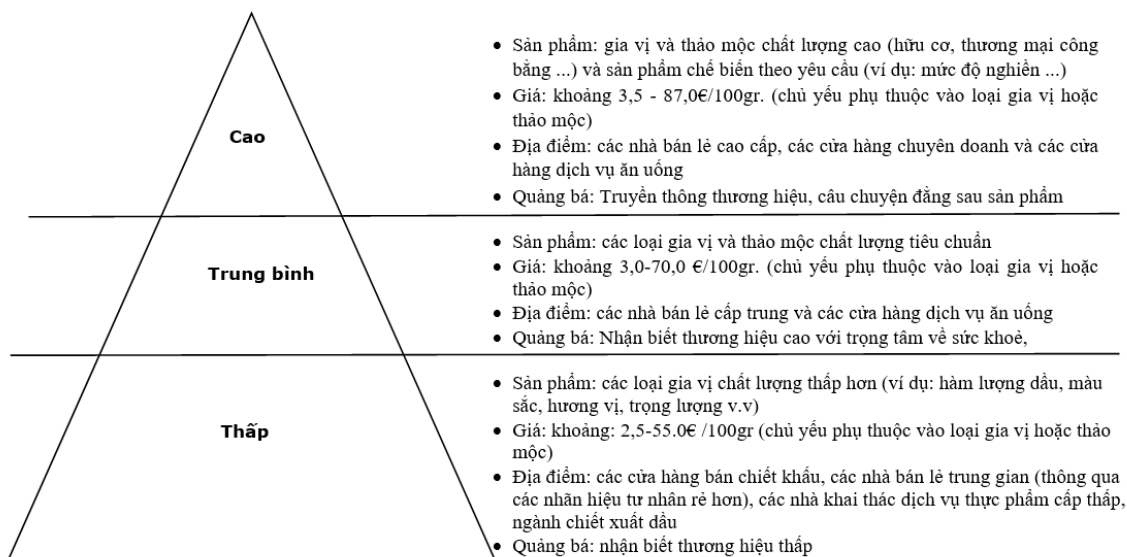 • Sản phẩm: gia vị và thảo mộc chất lượng cao (hữu cơ, thương mại công
bằng ...) và sản phẩm chế biến theo yêu cầu (ví dụ: mức độ nghiền ...)
• Giá: khoảng 3,5 - 87,0€/100gr. (chủ yếu phụ thuộc vào loại gia vị hoặc
thảo mộc)
Cao
• Địa điểm: các nhà bán lẻ cao cấp, các cửa hàng chuyên doanh và các cửa
hàng dịch vụ ăn uống
• Quảng bá: Truyền thông thương hiệu, câu chuyện đằng sau sản phẩm
• Sản phẩm: các loại gia vị và thảo mộc chất lượng tiêu chuẩn
Trung bình
• Giá: khoảng 3,0-70,0 €/100gr. (chủ yếu phụ thuộc vào loại gia vị hoặc
thảo mộc)
• Địa điểm: các nhà bán lẻ cấp trung và các cửa hàng dịch vụ ăn uống
• Quảng bá: Nhận biết thương hiệu cao với trọng tâm về sức khoẻ,
• Sản phẩm: các loại gia vị chất lượng thấp hơn (ví dụ: hàm lượng dầu, màu
sắc, hương vị, trọng lượng v.v)
Thấp
• Giá: khoảng: 2,5-55.0€ /100gr (chủ yếu phụ thuộc vào loại gia vị hoặc thảo
mộc)
• Địa điểm: các cửa hàng bán chiết khấu, các nhà bán lẻ trung gian (thông qua
các nhãn hiệu tư nhân rẻ hơn), các nhà khai thác dịch vụ thực phẩm cấp thấp,
ngành chiết xuất dầu
• Quảng bá: nhận biết thương hiệu thấp